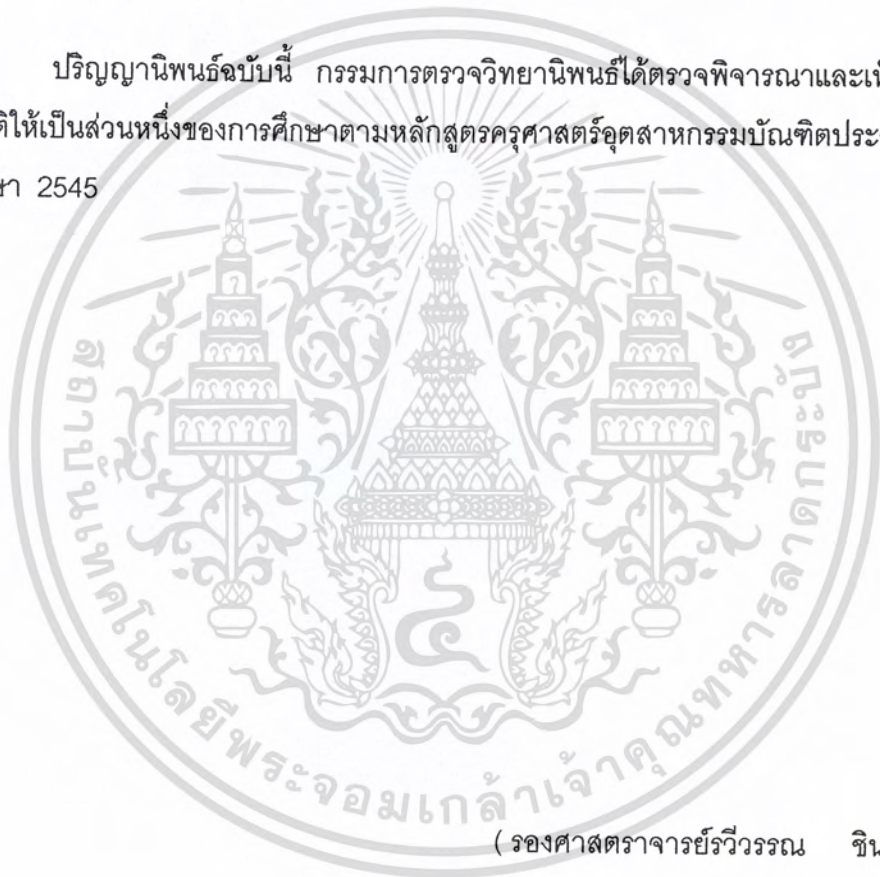 ปริญญานิพนธ์ฉบับนี้ กรรมการตรวจวิทยานิพนธ์ได้ตรวจพิจารณาและ
ให้เป็นส่วนหนึ่งของการศึกษาตามหลักสูตรครุศาสตร์อุตสาหกรรมบัณฑิต
2545
สถาบันเทคโนโลยีพระจอมเกล้าเจ้าคุณทหารลาดกระบัง
๔
( รองศาสตราจารย์รวีวรรณ ชิน